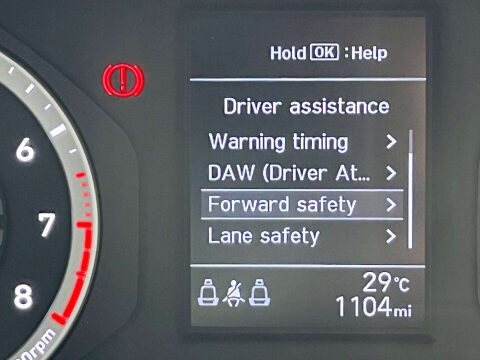 Hold OK :Help
Driver assistance
Warning timing >
DAW (Driver At... >
Forward safety >
Lane safety >
29°C
1104mi
6
7
8